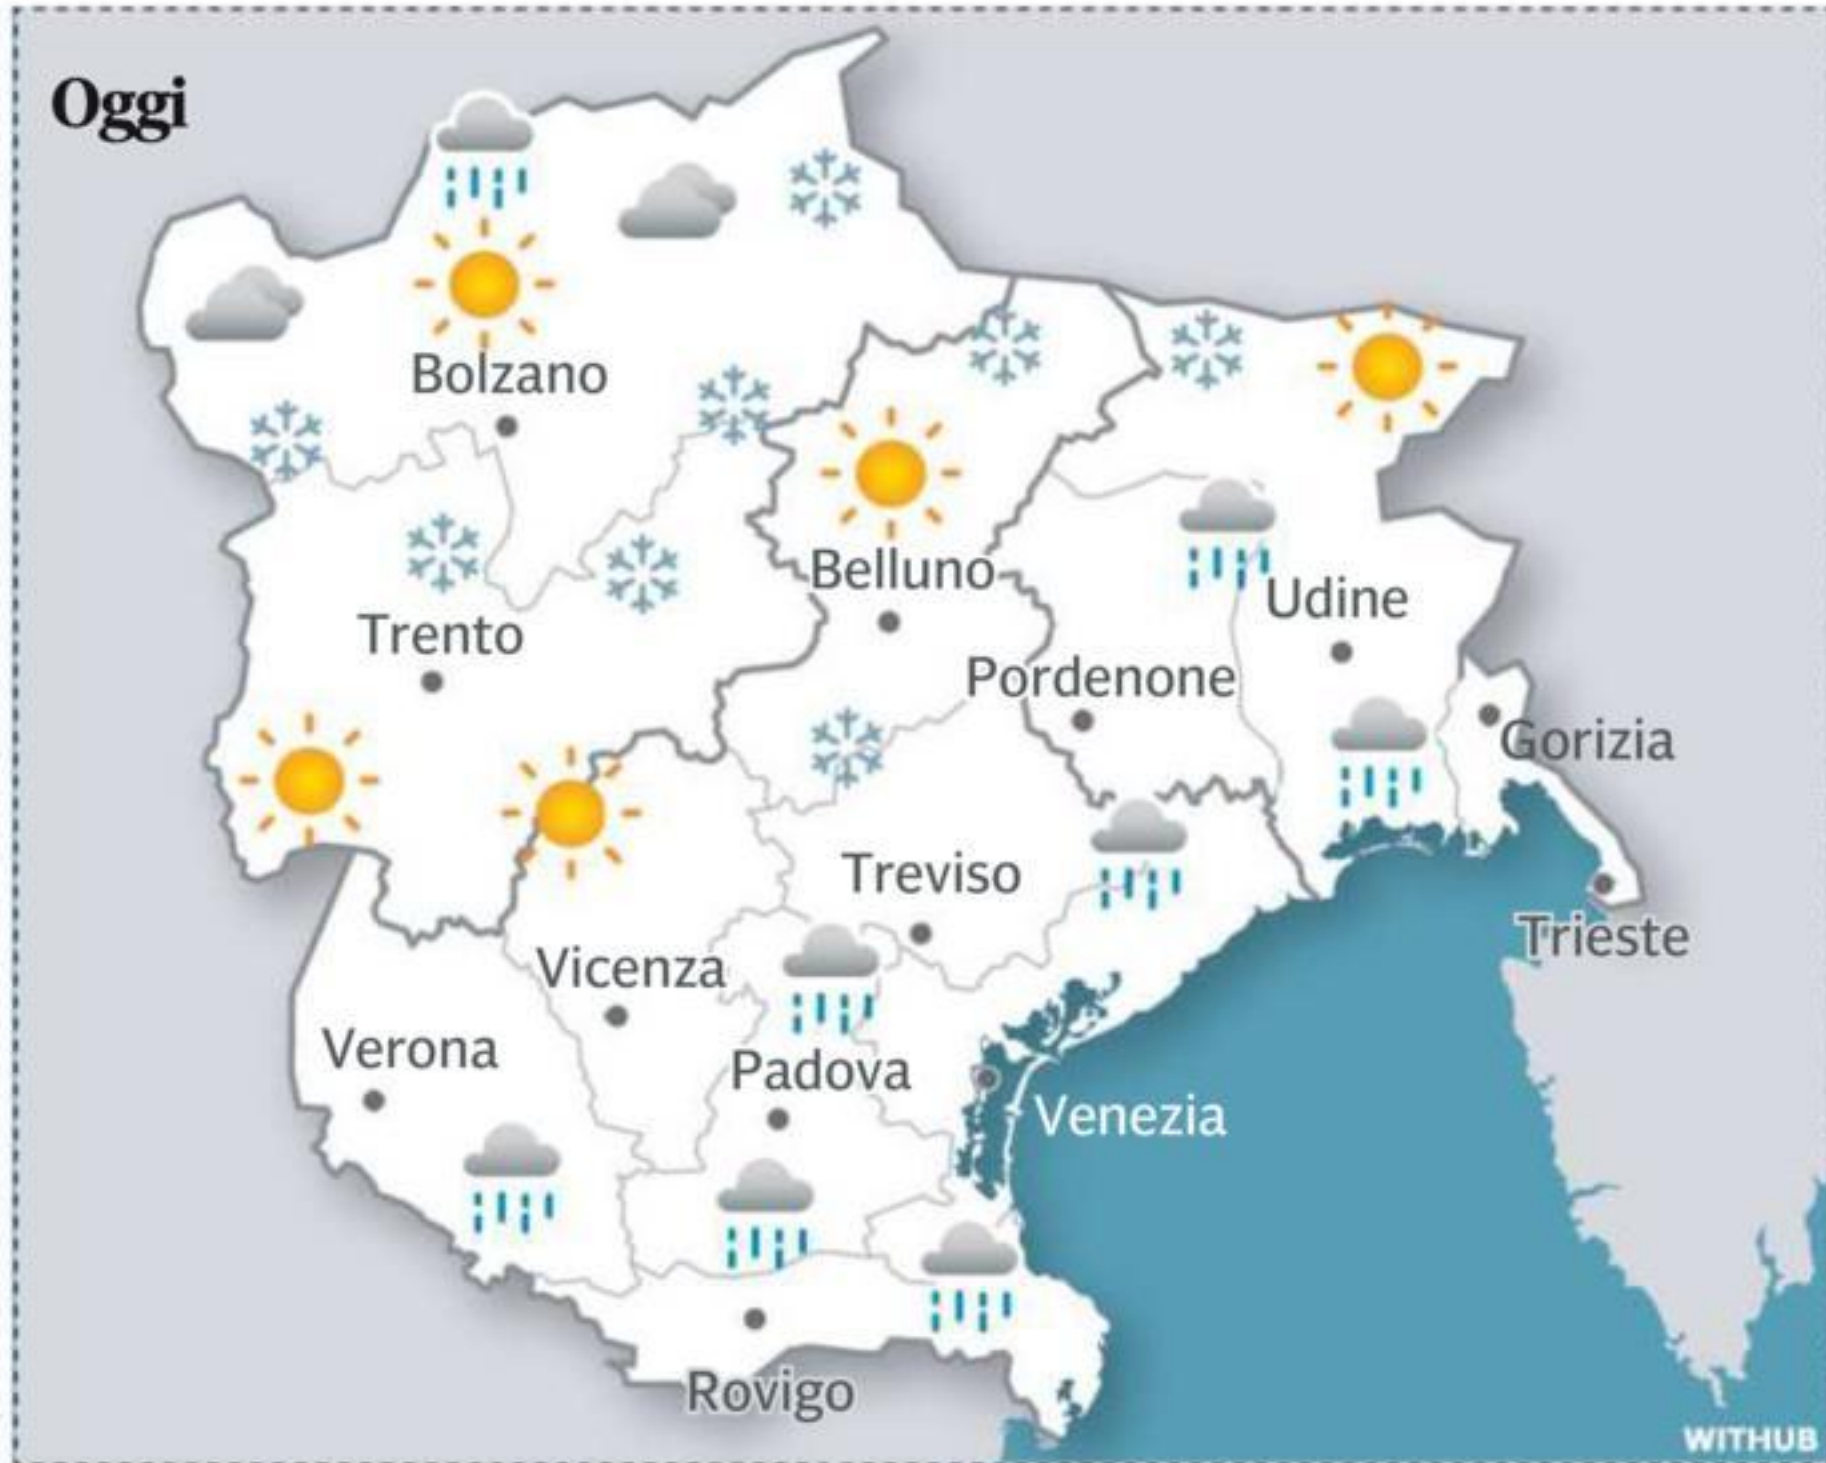 Oggi
Bolzano
Belluno
Udine
Trento
Pordenone
Gorizia
Treviso
Trieste
Vicenza
Verona
Padova
Venezia
Rovigo
WITHUB